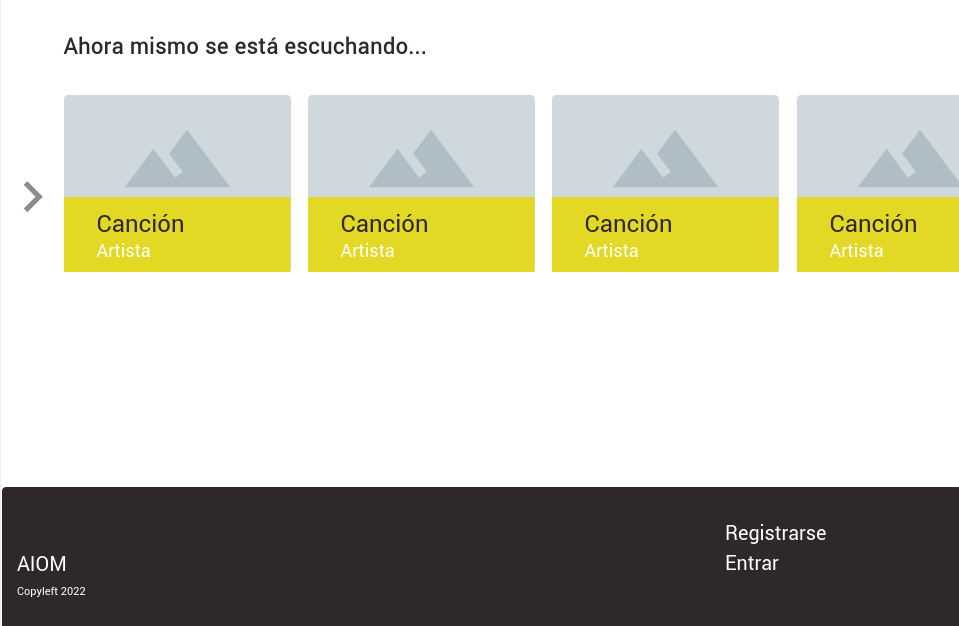 Ahora mismo se está escuchando...
Canción
Artista
Canción
Artista
Canción
Artista
Canción
Artista
Registrarse
Entrar
AIOM
Copyleft 2022